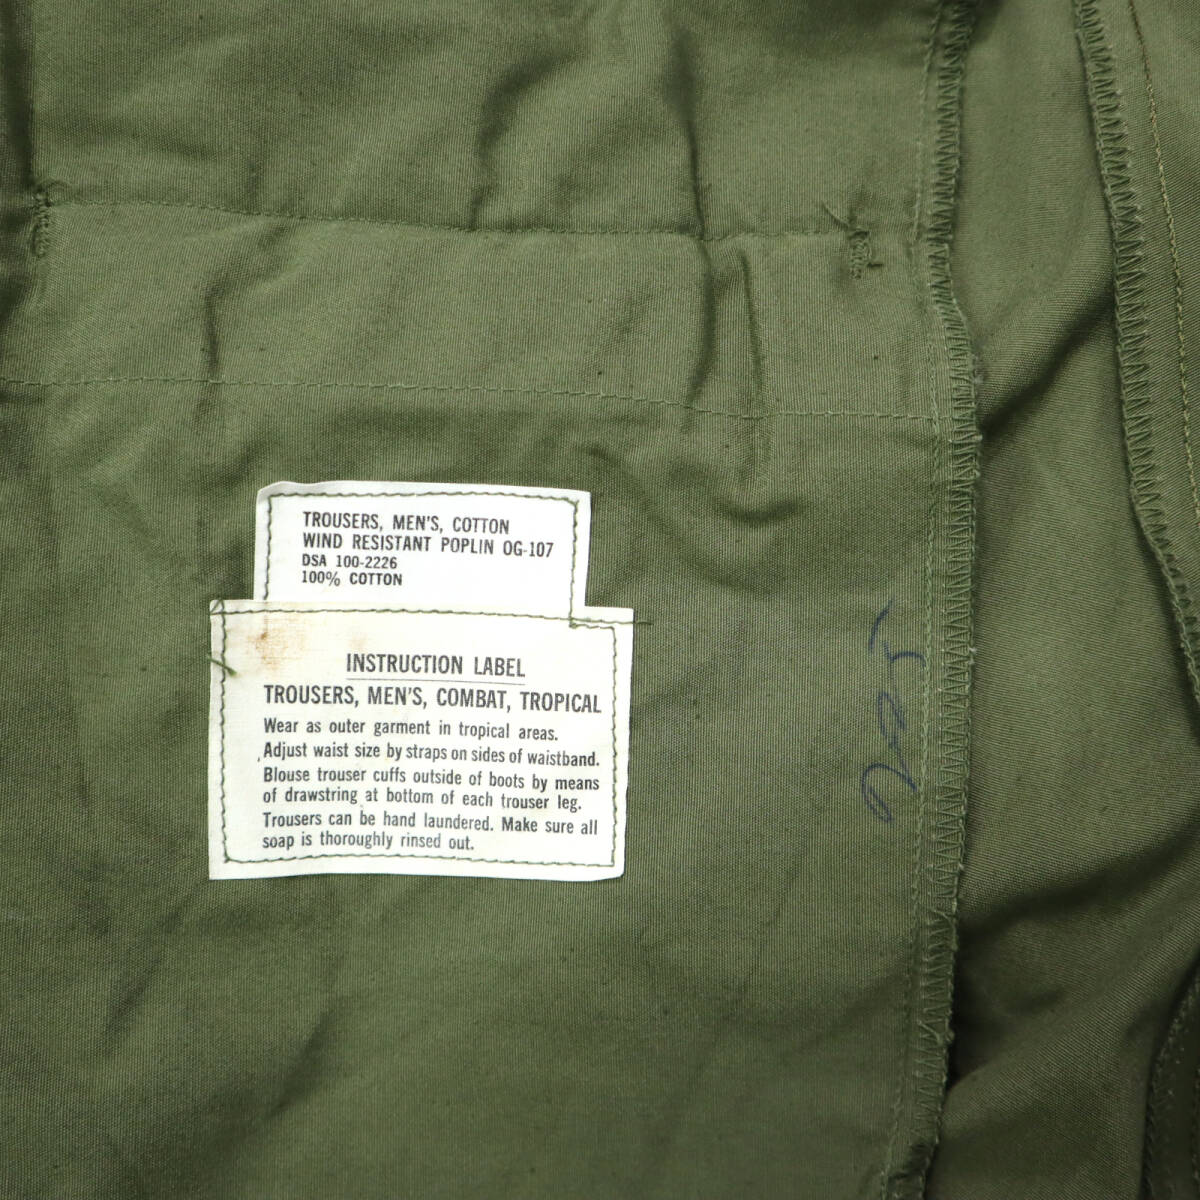 TROUSERS, MEN'S, COTTON
WIND RESISTANT POPLIN OG-107
DSA 100-2226
100% COTTON
INSTRUCTION LABEL
TROUSERS, MEN'S, COMBAT, TROPICAL
Wear as outer garment in tropical areas.
Adjust waist size by straps on sides of waistband.
Blouse trouser cuffs outside of boots by means
of drawstring at bottom of each trouser leg.
Trousers can be hand laundered. Make sure all
soap is thoroughly rinsed out.